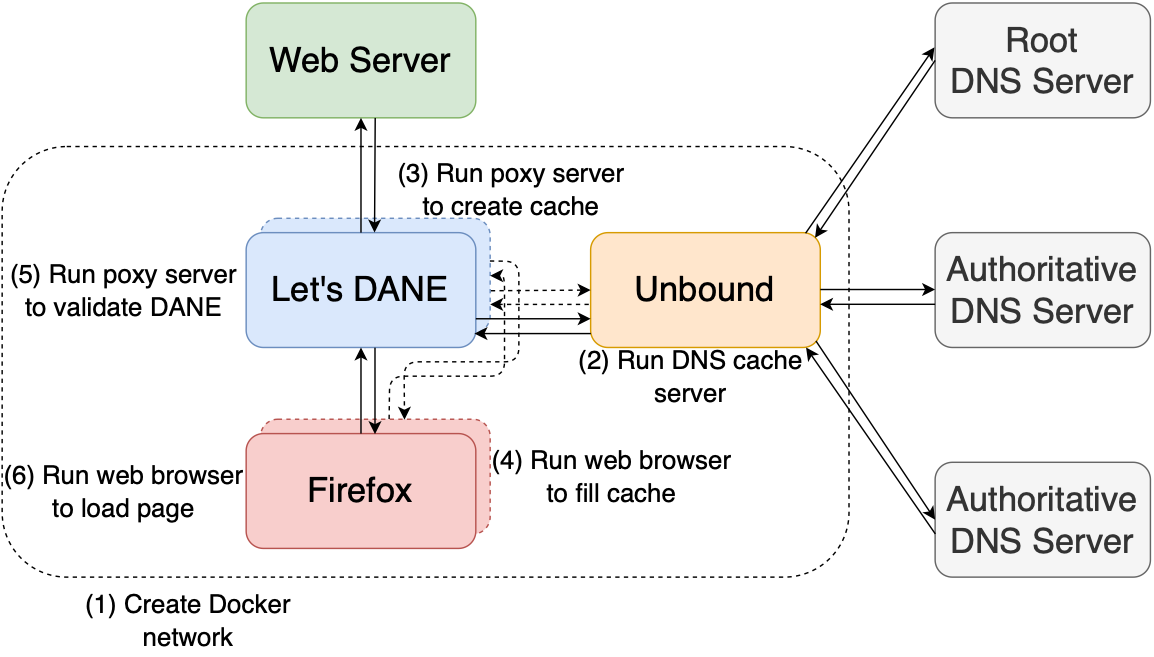 Web Server
Root
DNS Server
(3) Run poxy server
to create cache
(5) Run poxy server
to validate DANE
Let's DANE
Unbound
Authoritative
DNS Server
(2) Run DNS cache
server
(6) Run web browser
to load page
Firefox
(4) Run web browser
to fill cache
Authoritative
DNS Server
(1) Create Docker
network